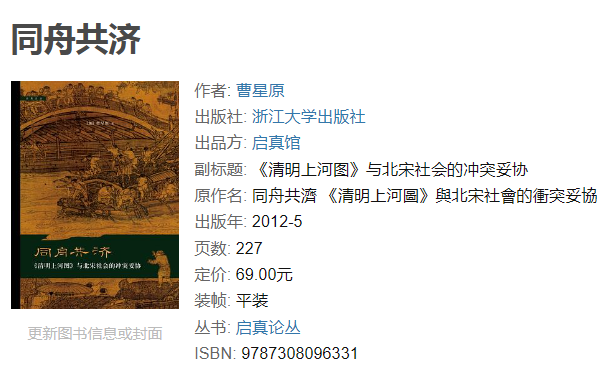 同舟共济
作者: 曹星原
出版社: 浙江大学出版社
出品方: 启真馆
副标题: 《清明上河图》与北宋社会的冲突妥协
原作名: 同舟共濟 《清明上河圖》與北宋社會的衝突妥協
出版年: 2012-5
页数: 227
定价: 69.00元
装帧: 平装
丛书: 启真论丛
ISBN: 9787308096331
同舟共济
《清明上河图》与北宋社会的冲突妥协
更新图书信息或封面